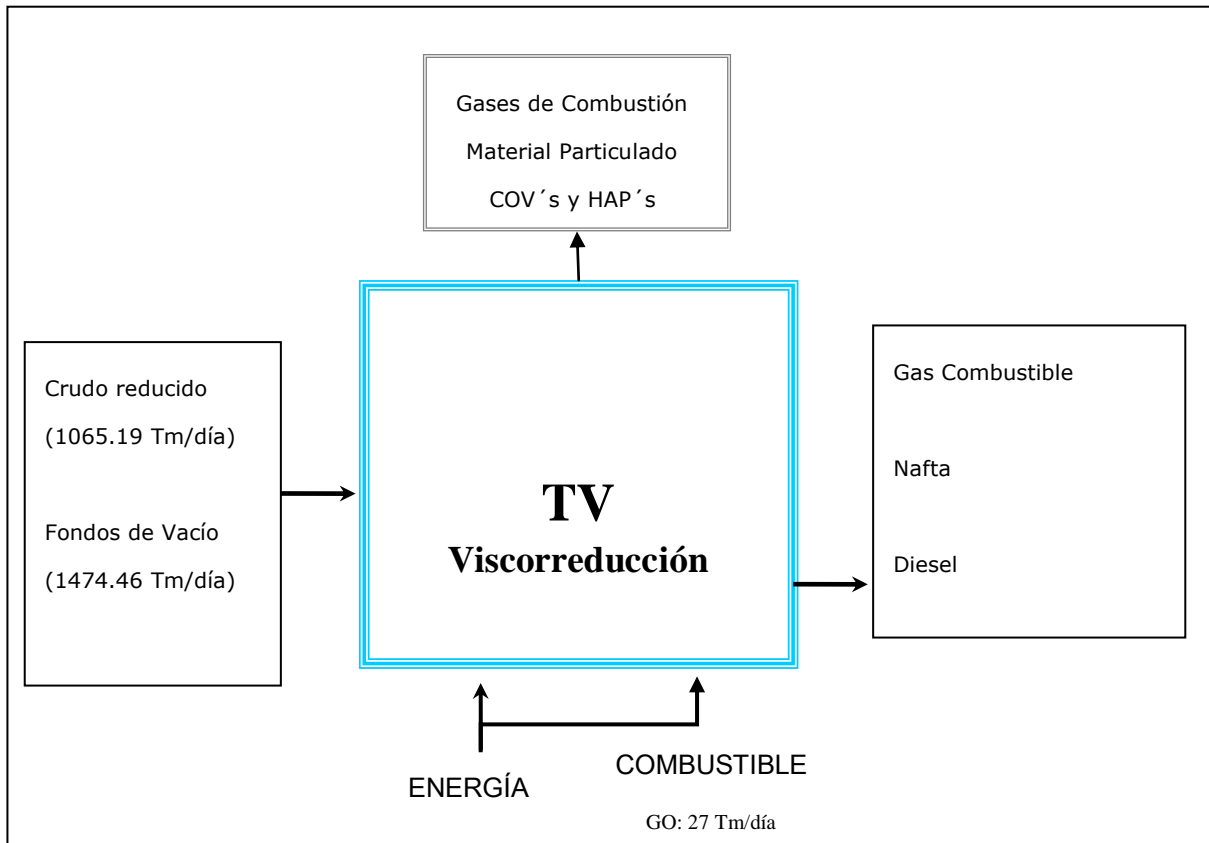 Gases de Combustión
Material Particulado
COV´s y HAP´s
Crudo reducido
(1065.19 Tm/día)
Fondos de Vacío
(1474.46 Tm/día)
TV
Viscorreducción
Gas Combustible
Nafta
Diesel
ENERGÍA
COMBUSTIBLE
GO: 27 Tm/día